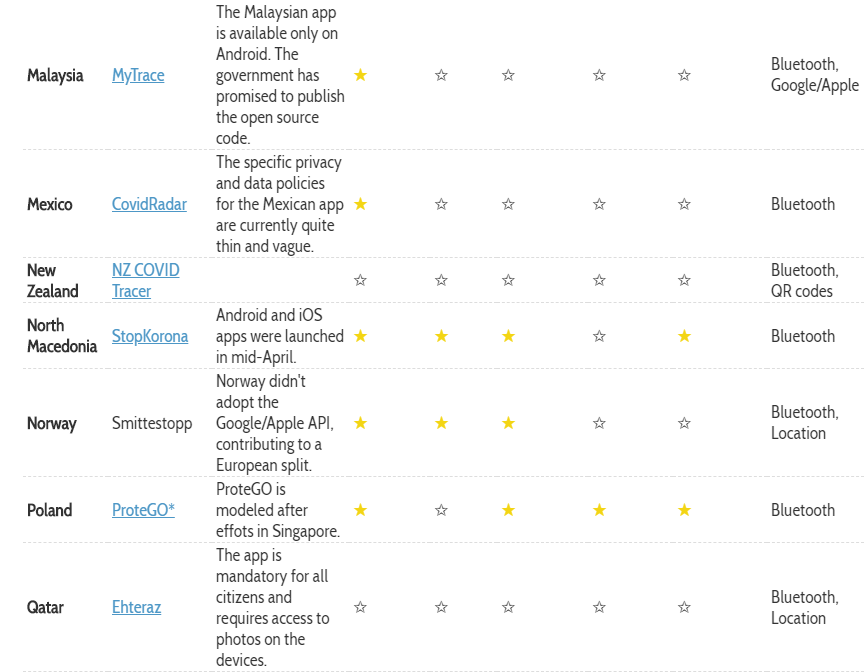 The Malaysian app
is available only on
Android. The
government has
promised to publish
the open source
code.
Malaysia
MyTrace
★ ☆ ☆ ☆ ☆
Bluetooth,
Google/Apple
Mexico
CovidRadar
The specific privacy
and data policies
for the Mexican app
are currently quite
thin and vague.
★ ☆ ☆ ☆ ☆
Bluetooth
New
Zealand
NZ COVID
Tracer
☆ ☆ ☆ ☆ ☆
Bluetooth,
QR codes
North
Macedonia
StopKorona
Android and iOS
apps were launched
in mid-April.
★ ★ ★ ☆ ★
Bluetooth
Norway
Smittestopp
Norway didn't
adopt the
Google/Apple API,
contributing to a
European split.
★ ★ ★ ☆ ☆
Bluetooth,
Location
Poland
ProteGO*
ProteGO is
modeled after
effots in Singapore.
★ ☆ ★ ★ ★
Bluetooth
Qatar
Ehteraz
The app is
mandatory for all
citizens and
requires access to
photos on the
devices.
☆ ☆ ☆ ☆ ☆
Bluetooth,
Location